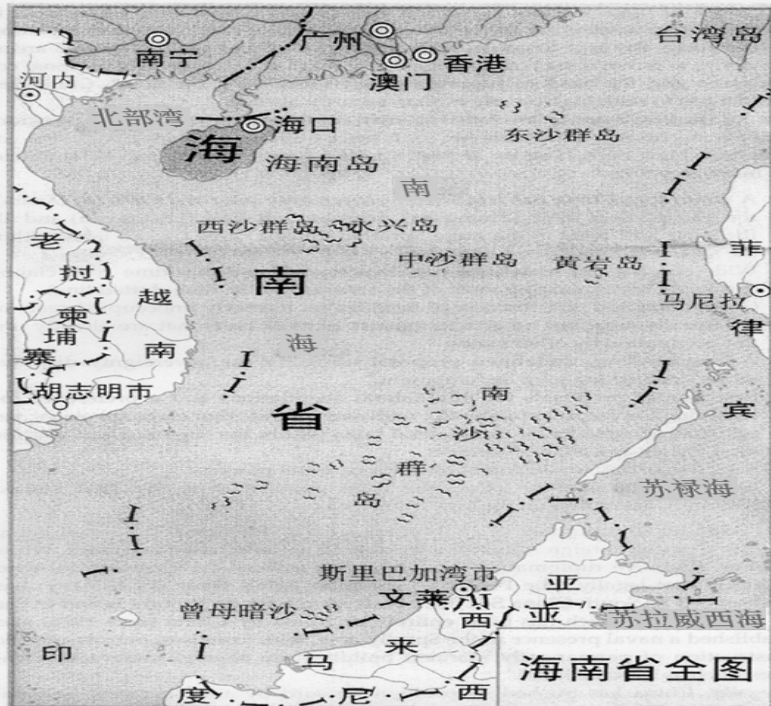 南宁
广州
台湾岛
澳门
香港
河内
北部湾
海口
东沙群岛
海南岛
西沙群岛
永兴岛
中沙群岛
黄岩岛
海南省
南海
老挝
越南
柬埔寨
胡志明市
菲律宾
马尼拉
南沙群岛
苏禄海
斯里巴加湾市
文莱
曾母暗沙
马来西亚
印度尼西亚
苏拉威西海
海南省全图